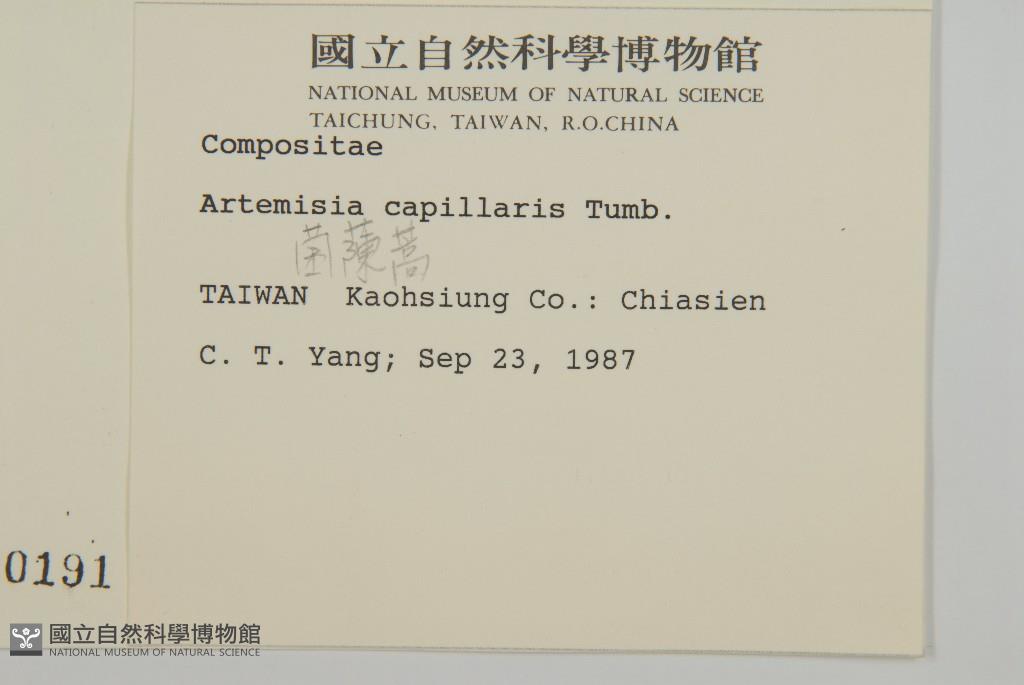 國立自然科學博物館
NATIONAL MUSEUM OF NATURAL SCIENCE
TAICHUNG, TAIWAN, R.O.CHINA
Compositae
Artemisia capillaris Tumb.
茵蔯蒿
TAIWAN Kaohsiung Co.: Chiasien
C. T. Yang; Sep 23, 1987
0191
國立自然科學博物館
NATIONAL MUSEUM OF NATURAL SCIENCE